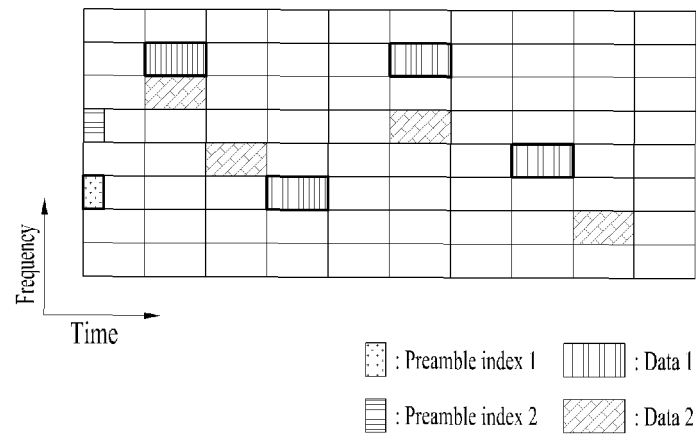 Frequency
Time
: Preamble index 1
: Data 1
: Preamble index 2
: Data 2